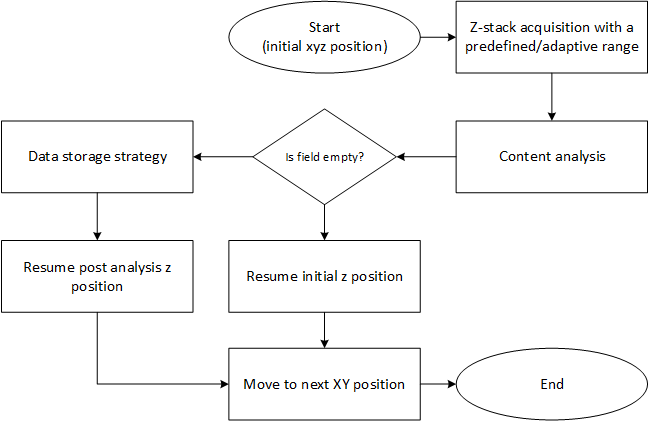 Start
(initial xyz position)
Z-stack acquisition with a
predefined/adaptive range
Data storage strategy
Is field empty?
Content analysis
Resume post analysis z
position
Resume initial z position
Move to next XY position
End